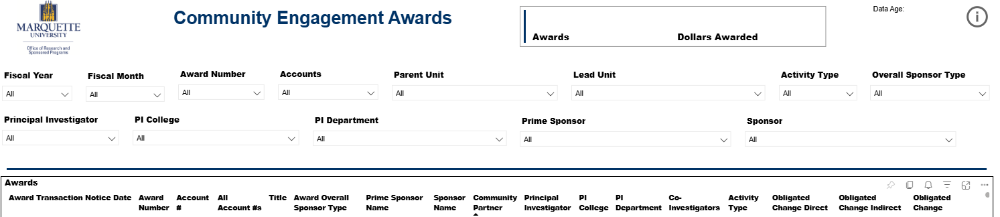 MARQUETTE
UNIVERSITY
Office of Research and
Sponsored Programs
Community Engagement Awards
Awards Dollars Awarded
Data Age:
Fiscal Year Fiscal Month Award Number Accounts Parent Unit Lead Unit Activity Type Overall Sponsor Type
All All All All All All All All
Principal Investigator PI College PI Department Prime Sponsor Sponsor
All All All All All
Awards
Award Transaction Notice Date Award Account All Title Award Overall Prime Sponsor Sponsor Community Principal PI PI Co- Activity Obligated Obligated Obligated
Number # Account #s Sponsor Type Name Name Partner Investigator College Department Investigators Type Change Direct Change Indirect Change